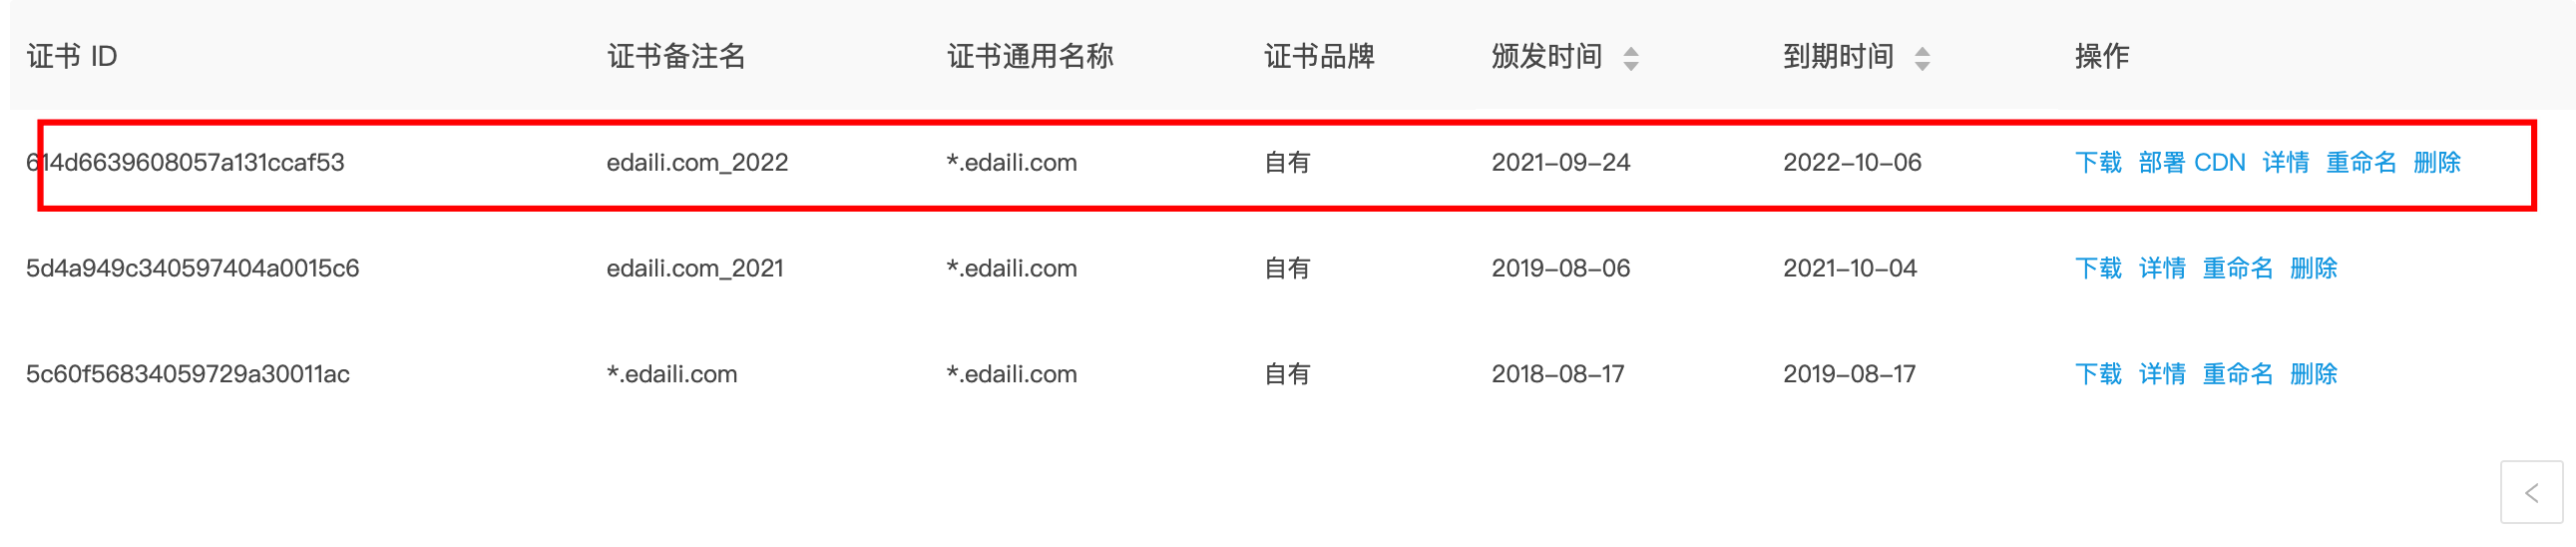 证书 ID 证书备注名 证书通用名称 证书品牌 颁发时间 到期时间 操作
614d6639608057a131ccaf53 edaili.com_2022 *.edaili.com 自有 2021-09-24 2022-10-06 下载 部署 CDN 详情 重命名 删除
5d4a949c340597404a0015c6 edaili.com_2021 *.edaili.com 自有 2019-08-06 2021-10-04 下载 详情 重命名 删除
5c60f56834059729a30011ac *.edaili.com *.edaili.com 自有 2018-08-17 2019-08-17 下载 详情 重命名 删除